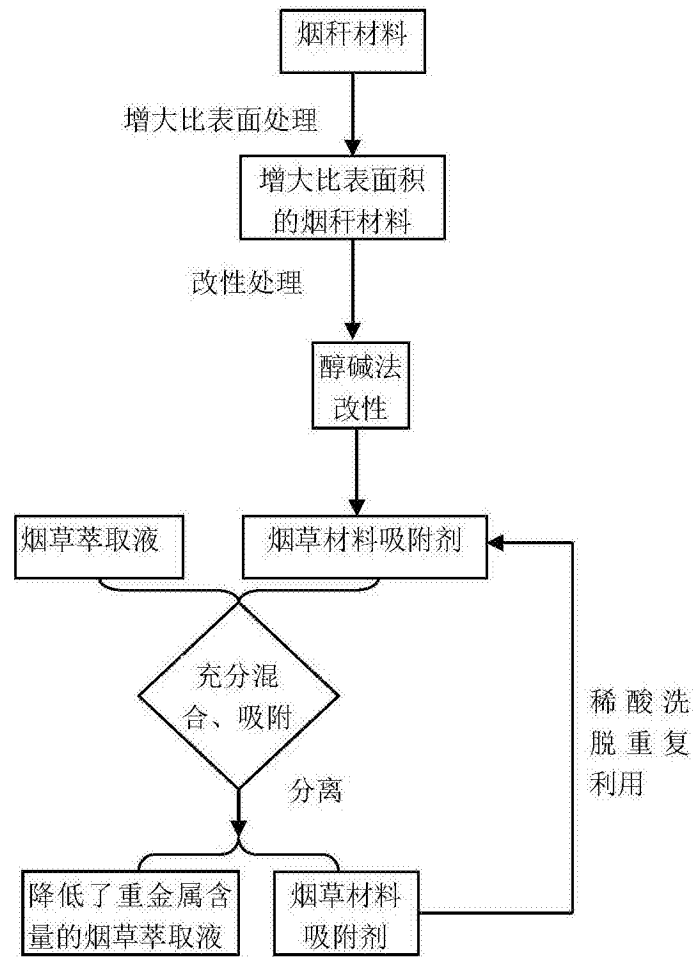 烟秆材料
增大比表面处理
增大比表面积
的烟秆材料
改性处理
醇碱法
改性
烟草萃取液
烟草材料吸附剂
充分混
合、吸附
稀酸洗
脱重复
利用
分离
降低了重金属含
量的烟草萃取液
烟草材料
吸附剂